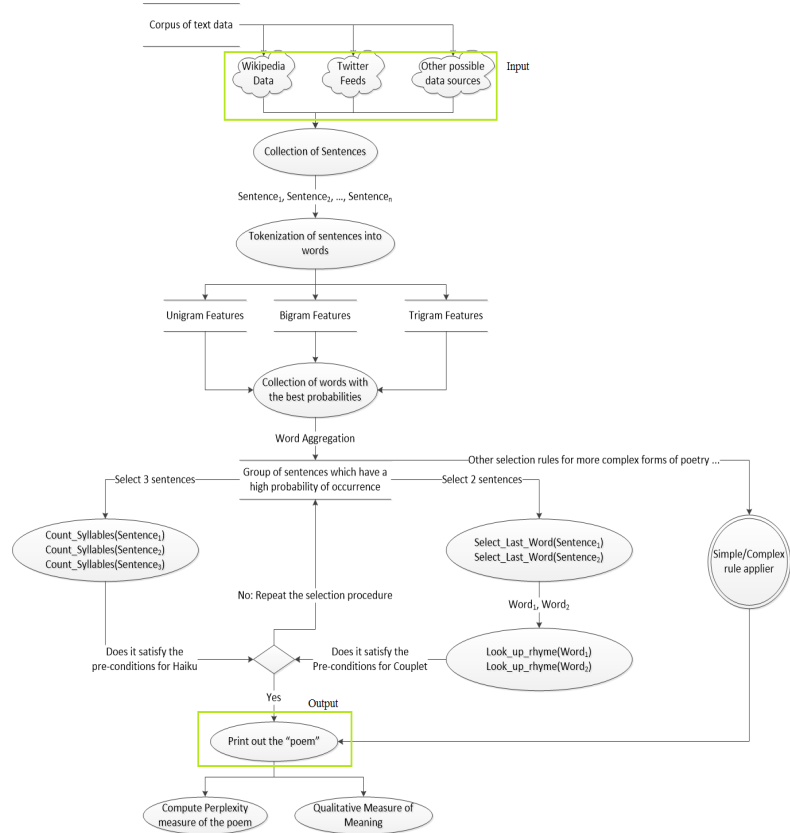 Corpus of text data
Wikipedia
Data
Twitter
Feeds
Other possible
data sources
Input
Collection of Sentences
Sentence₁, Sentence₂, ..., Sentenceₙ
Tokenization of sentences into
words
Unigram Features
Bigram Features
Trigram Features
Collection of words with
the best probabilities
Word Aggregation
Other selection rules for more complex forms of poetry ...
Select 3 sentences
Group of sentences which have a
high probability of occurrence
Select 2 sentences
Count_Syllables(Sentence₁)
Count_Syllables(Sentence₂)
Count_Syllables(Sentence₃)
Select_Last_Word(Sentence₁)
Select_Last_Word(Sentence₂)
Simple/Complex
rule applier
No: Repeat the selection procedure
Word₁, Word₂
Does it satisfy the
pre-conditions for Haiku
Does it satisfy the
Pre-conditions for Couplet
Look_up_rhyme(Word₁)
Look_up_rhyme(Word₂)
Yes
Output
Print out the “poem”
Compute Perplexity
measure of the poem
Qualitative Measure of
Meaning